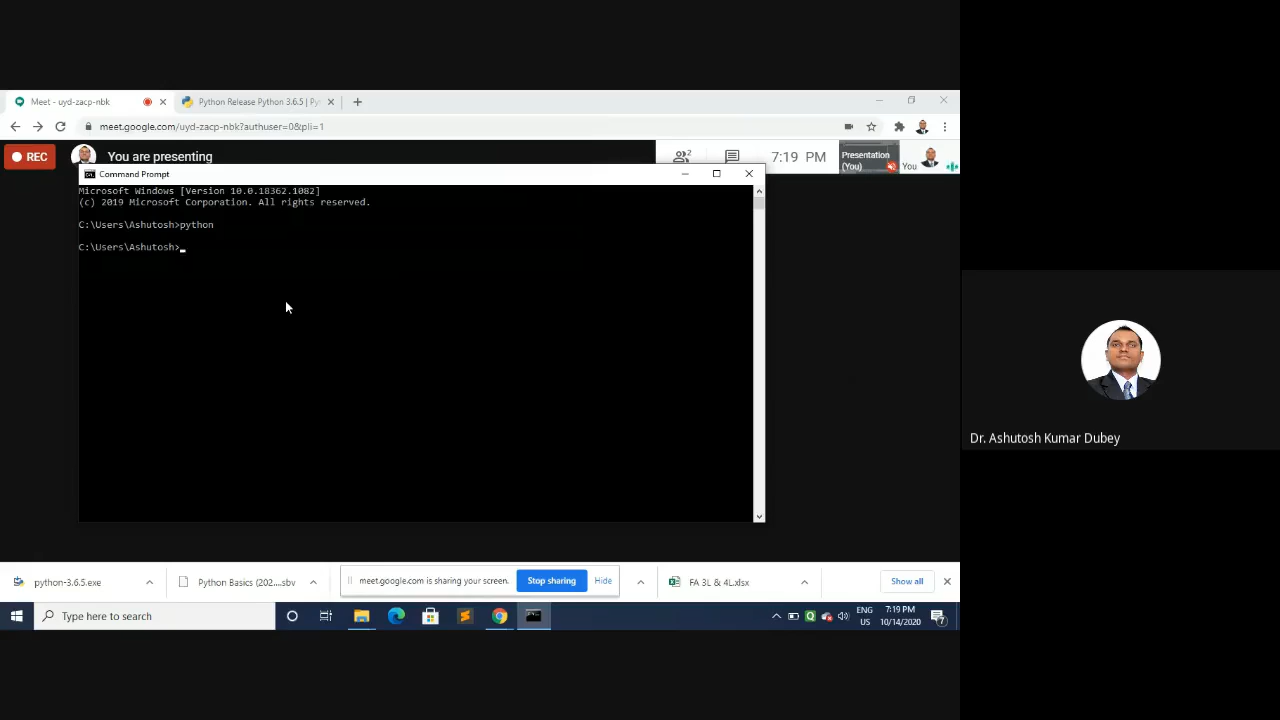 Meet - uyd-zacp-nbk
Python Release Python 3.6.5 | Py
meet.google.com/uyd-zacp-nbk?authuser=0&pli=1
REC
You are presenting
2
7:19 PM
Presentation
(You)
You
Command Prompt
Microsoft Windows [Version 10.0.18362.1082]
(c) 2019 Microsoft Corporation. All rights reserved.
C:\Users\Ashutosh>python
C:\Users\Ashutosh>
Dr. Ashutosh Kumar Dubey
python-3.6.5.exe
Python Basics (202....sbv
meet.google.com is sharing your screen.
Stop sharing
Hide
FA 3L & 4L.xlsx
Show all
Type here to search
ENG
US
7:19 PM
10/14/2020
7